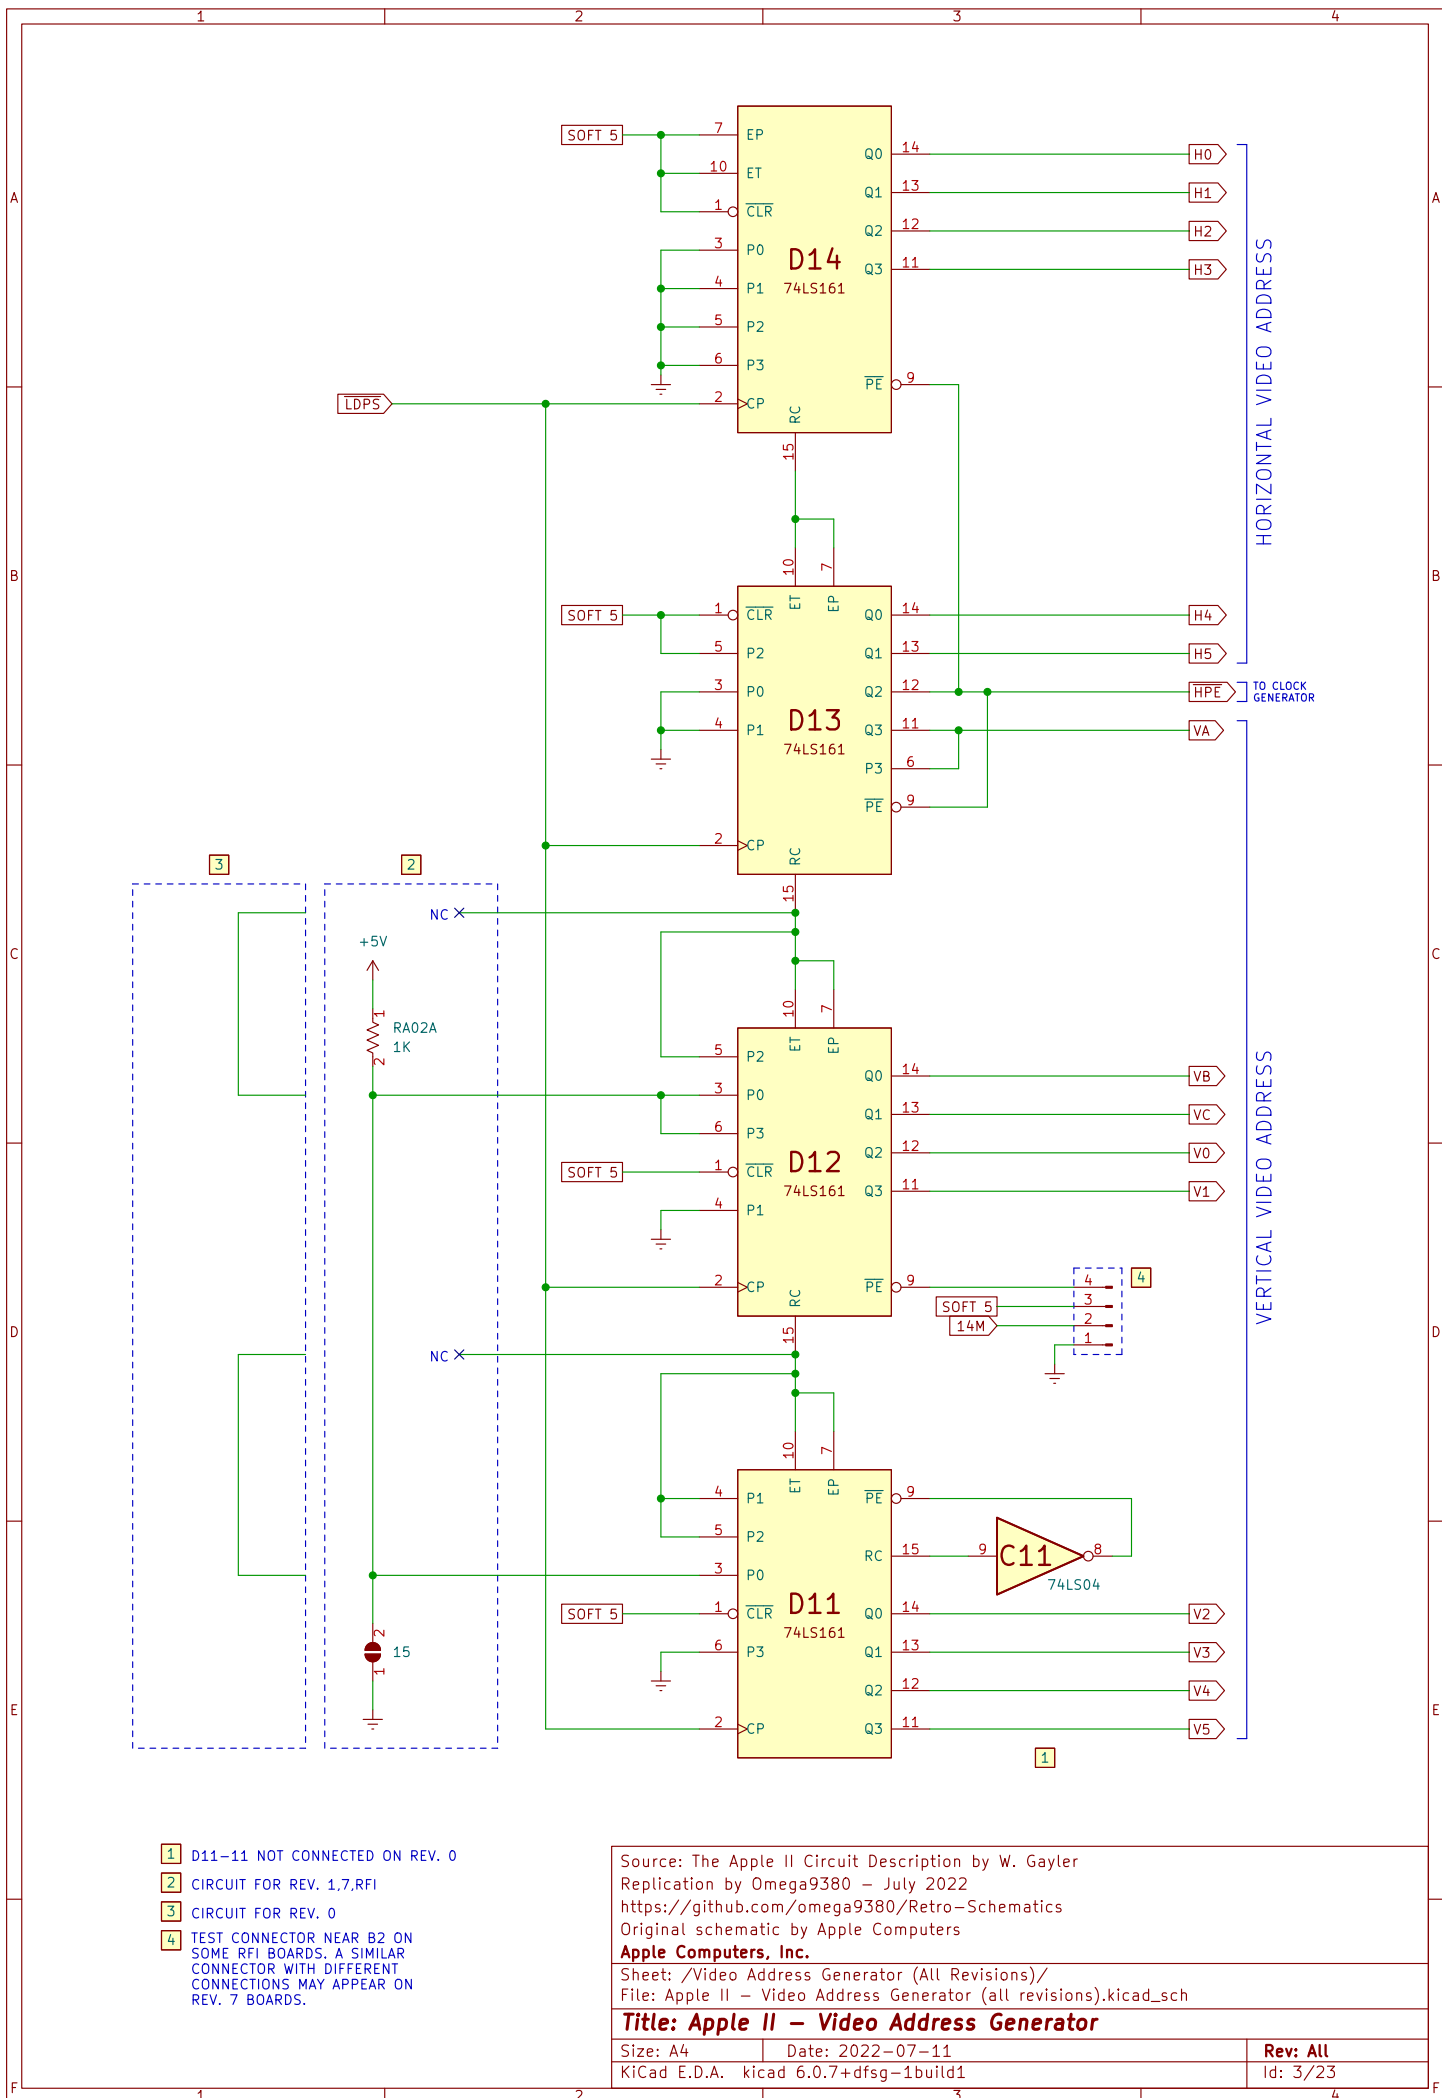 1 2 3 4
A
B
C
D
E
F
A
B
C
D
E
F
1 2 3 4
SOFT 5
7 EP
10 ET
1 CLR
3 P0
4 P1
5 P2
6 P3
2 CP
D14
74LS161
Q0 14 H0
Q1 13 H1
Q2 12 H2
Q3 11 H3
PE 9
RC
15
LDPS
HORIZONTAL VIDEO ADDRESS
10 7
ET EP
SOFT 5
1 CLR
5 P2
3 P0
4 P1
2 CP
D13
74LS161
Q0 14 H4
Q1 13 H5
Q2 12 HPE
TO CLOCK
GENERATOR
Q3 11 VA
P3 6
PE 9
RC
15
3
2
NC
+5V
1
RA02A
1K
2
10 7
ET EP
5 P2
3 P0
6 P3
SOFT 5
1 CLR
4 P1
2 CP
D12
74LS161
Q0 14 VB
Q1 13 VC
Q2 12 V0
Q3 11 V1
PE 9
RC
15
VERTICAL VIDEO ADDRESS
4
4
SOFT 5 3
14M 2
1
NC
10 7
ET EP
4 P1
5 P2
3 P0
SOFT 5
1 CLR
6 P3
2 CP
D11
74LS161
PE 9
RC 15
9 C11 8
74LS04
Q0 14 V2
Q1 13 V3
Q2 12 V4
Q3 11 V5
2
15
1
1
1 D11-11 NOT CONNECTED ON REV. 0
2 CIRCUIT FOR REV. 1,7,RFI
3 CIRCUIT FOR REV. 0
4 TEST CONNECTOR NEAR B2 ON
SOME RFI BOARDS. A SIMILAR
CONNECTOR WITH DIFFERENT
CONNECTIONS MAY APPEAR ON
REV. 7 BOARDS.
Source: The Apple II Circuit Description by W. Gayler
Replication by Omega9380 - July 2022
https://github.com/omega9380/Retro-Schematics
Original schematic by Apple Computers
Apple Computers, Inc.
Sheet: /Video Address Generator (All Revisions)/
File: Apple II - Video Address Generator (all revisions).kicad_sch
Title: Apple II - Video Address Generator
Size: A4 Date: 2022-07-11 Rev: All
KiCad E.D.A. kicad 6.0.7+dfsg-1build1 Id: 3/23